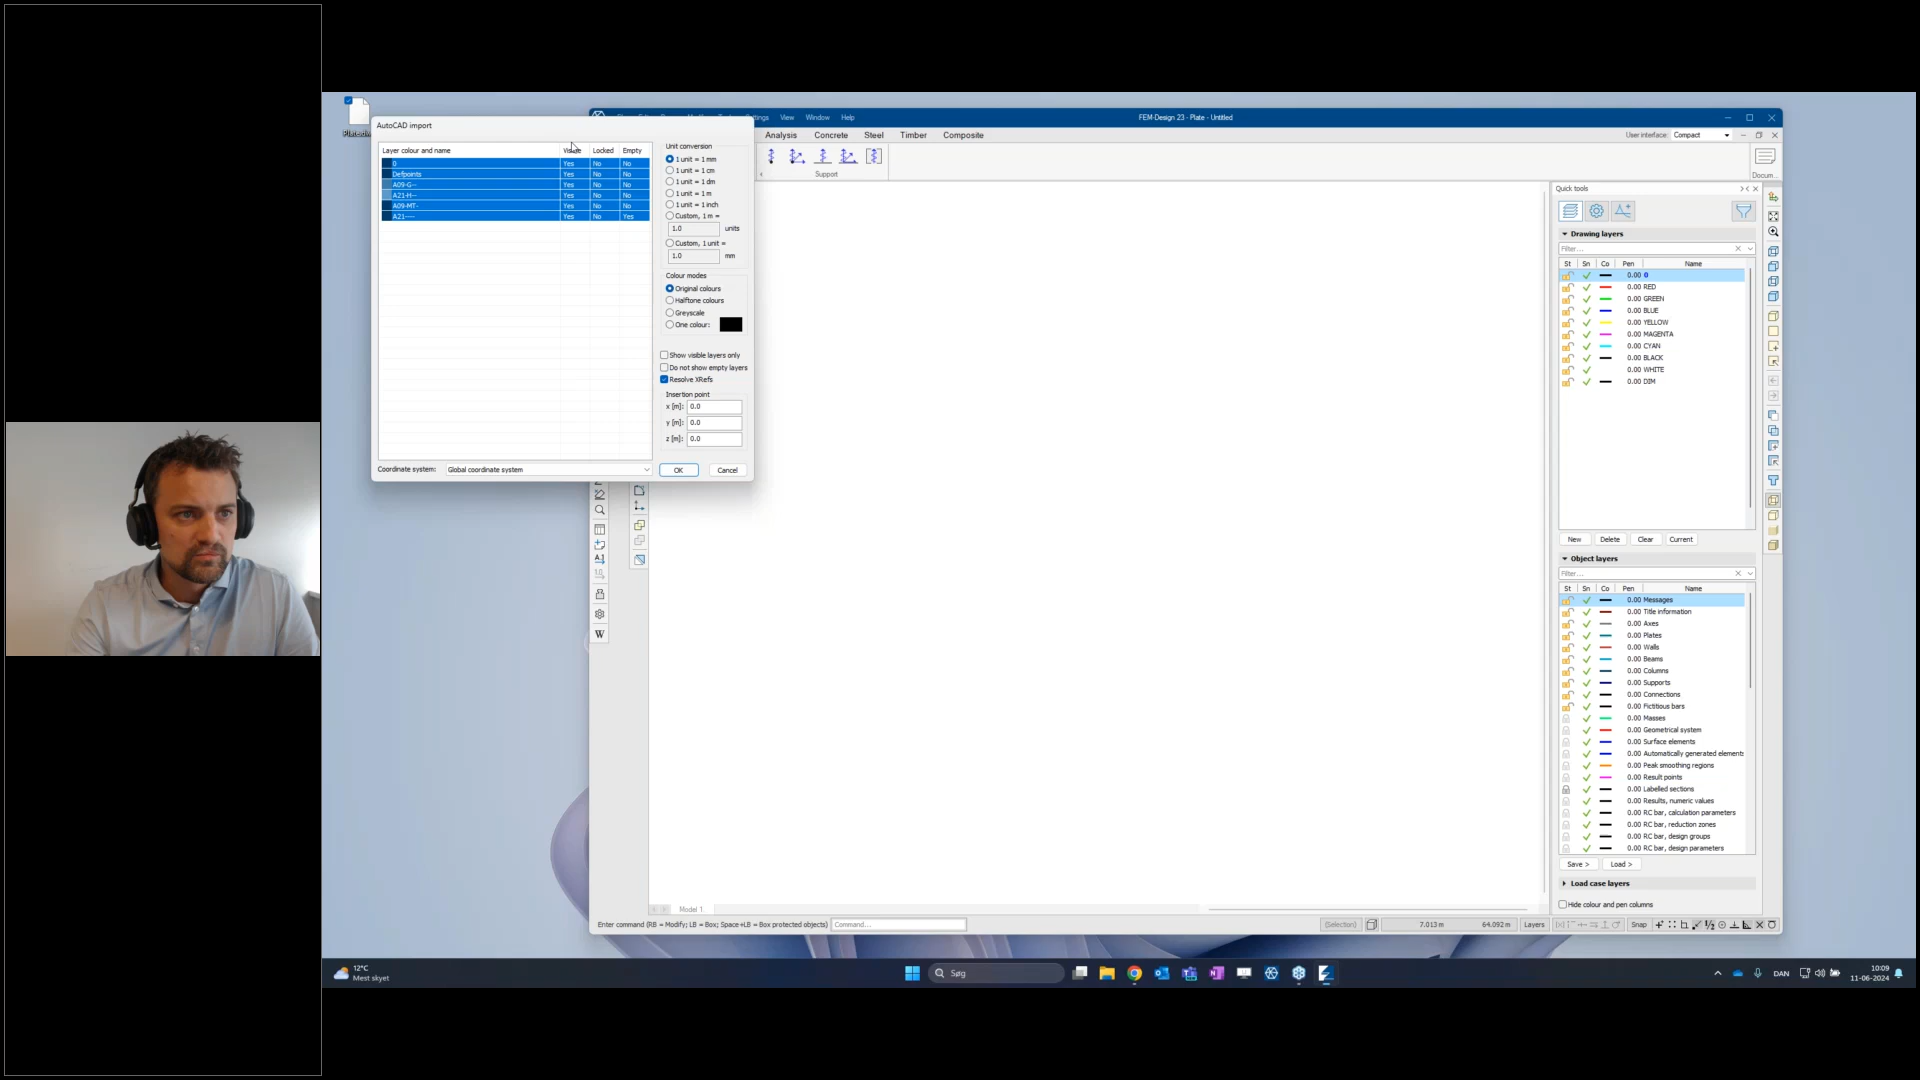 AutoCAD import
Layer colour and name Visible Locked Empty
0 Yes No No
Defpoints Yes No No
A09-G-- Yes No No
A21-H-- Yes No No
A09-MT- Yes No No
A21---- Yes No Yes
Coordinate system: Global coordinate system
Unit conversion
1 unit = 1 mm
1 unit = 1 cm
1 unit = 1 dm
1 unit = 1 m
1 unit = 1 inch
Custom, 1 m =
1.0 units
Custom, 1 unit =
1.0 mm
Colour modes
Original colours
Halftone colours
Greyscale
One colour:
Show visible layers only
Do not show empty layers
Resolve XRefs
Insertion point
x [m]: 0.0
y [m]: 0.0
z [m]: 0.0
OK Cancel
View Window Help
FEM-Design 23 - Plate - Untitled
Analysis Concrete Steel Timber Composite
User interface: Compact
Support
Docum...
Quick tools
Drawing layers
Filter...
St Sn Co Pen Name
0.00 0
0.00 RED
0.00 GREEN
0.00 BLUE
0.00 YELLOW
0.00 MAGENTA
0.00 CYAN
0.00 BLACK
0.00 WHITE
0.00 DIM
New Delete Clear Current
Object layers
Filter...
St Sn Co Pen Name
0.00 Messages
0.00 Title information
0.00 Axes
0.00 Plates
0.00 Walls
0.00 Beams
0.00 Columns
0.00 Supports
0.00 Connections
0.00 Fictitious bars
0.00 Masses
0.00 Geometrical system
0.00 Surface elements
0.00 Automatically generated elements
0.00 Peak smoothing regions
0.00 Result points
0.00 Labelled sections
0.00 Results, numeric values
0.00 RC bar, calculation parameters
0.00 RC bar, reduction zones
0.00 RC bar, design groups
0.00 RC bar, design parameters
Save > Load >
Load case layers
Hide colour and pen columns
Model 1
Enter command (RB = Modify; LB = Box; Space+LB = Box protected objects) Command...
(Selection) 7.013 m 64.092 m Layers Snap
12°C
Mest skyet
Søg
DAN
10:09
11-06-2024